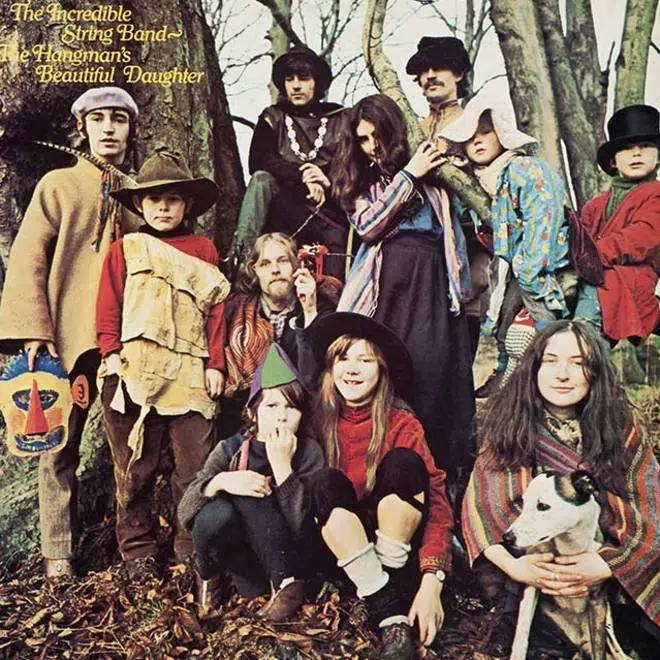 The Incredible
String Band~
The Hangman's
Beautiful Daughter